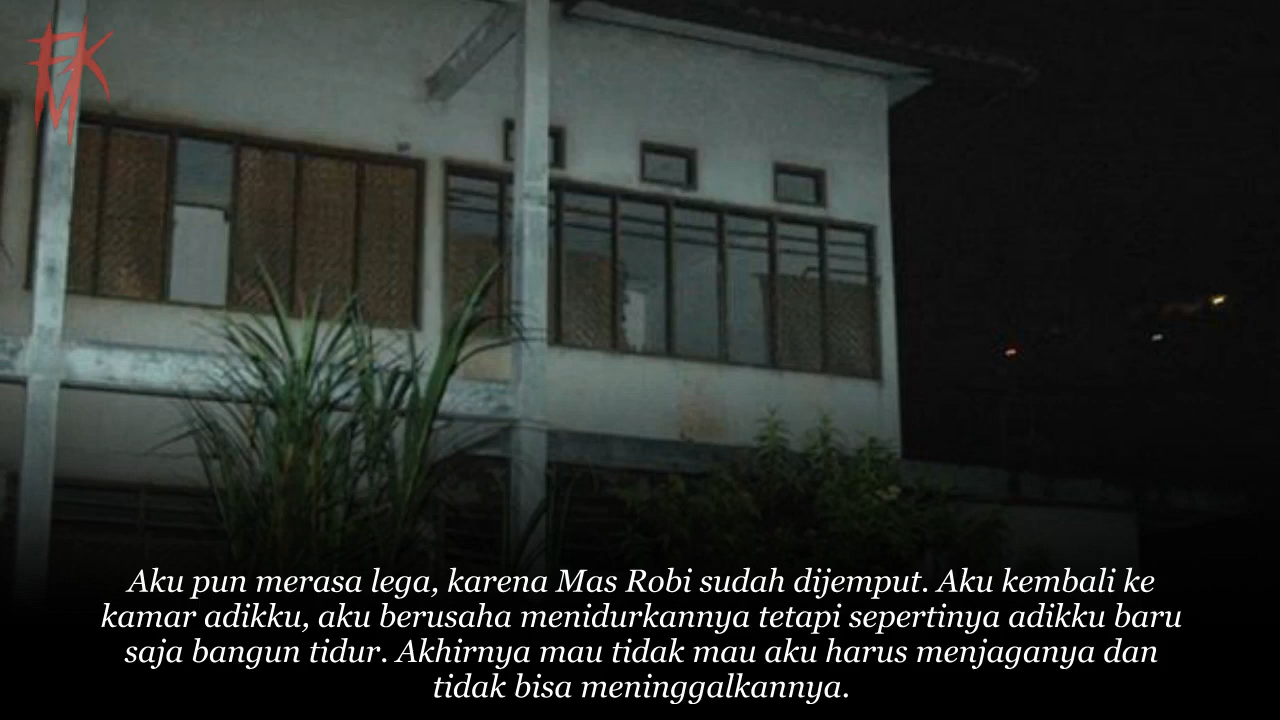 FKM
Aku pun merasa lega, karena Mas Robi sudah dijemput. Aku kembali ke
kamar adikku, aku berusaha menidurkannya tetapi sepertinya adikku baru
saja bangun tidur. Akhirnya mau tidak mau aku harus menjaganya dan
tidak bisa meninggalkannya.